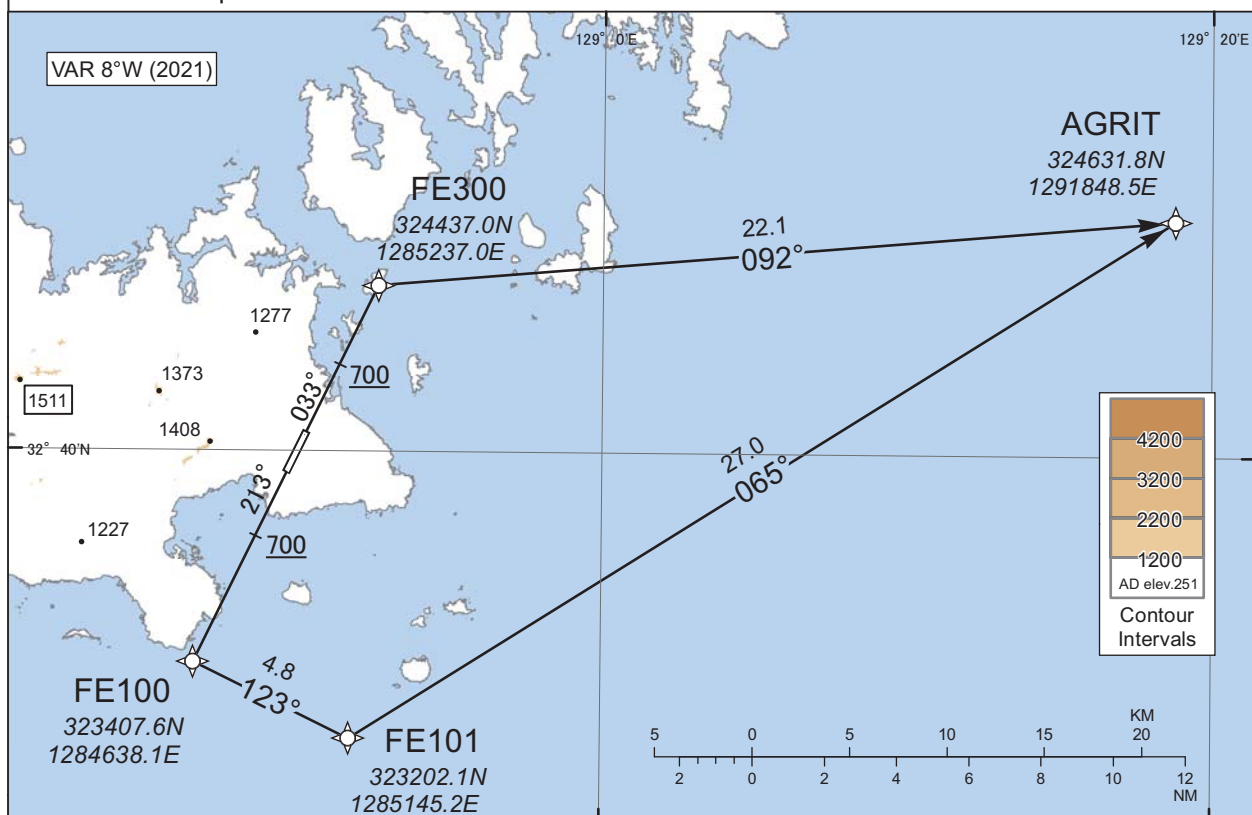 129° 0'E
129° 20'E
VAR 8°W (2021)
AGRIT
324631.8N
1291848.5E
FE300
324437.0N
1285237.0E
22.1
092°
1277
1373
1511
1408
32° 40'N
1227
700
033°
213°
700
27.0
065°
4200
3200
2200
1200
AD elev.251
Contour
Intervals
4.8
123°
FE100
323407.6N
1284638.1E
FE101
323202.1N
1285145.2E
KM
5 0 5 10 15 20
2 0 2 4 6 8 10 12
NM